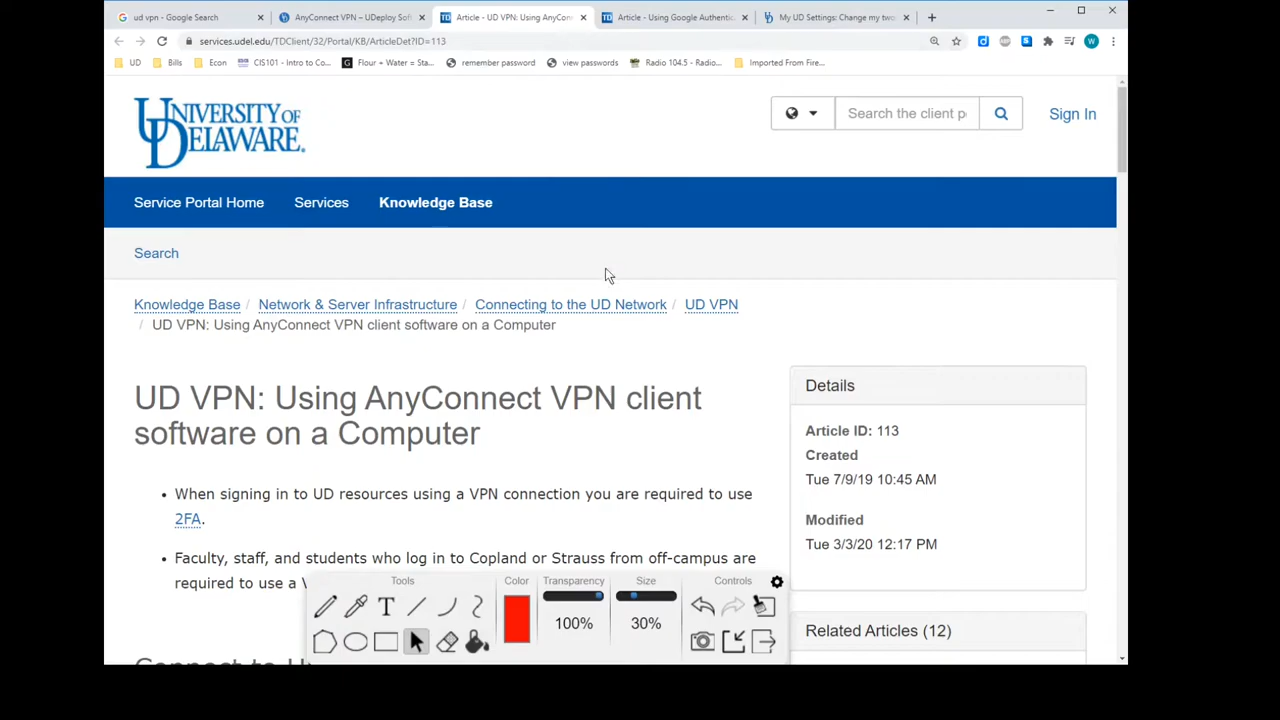 ud vpn - Google Search
AnyConnect VPN – UDeploy Sof
Article - UD VPN: Using AnyCon
Article - Using Google Authentic
My UD Settings: Change my two
services.udel.edu/TDClient/32/Portal/KB/ArticleDet?ID=113
UD
Bills
Econ
CIS101 - Intro to Co...
Flour + Water = Sta...
remember password
view passwords
Radio 104.5 - Radio...
Imported From Fire...
UNIVERSITY OF
DELAWARE.
Search the client p
Sign In
Service Portal Home
Services
Knowledge Base
Search
Knowledge Base / Network & Server Infrastructure / Connecting to the UD Network / UD VPN
/ UD VPN: Using AnyConnect VPN client software on a Computer
UD VPN: Using AnyConnect VPN client
software on a Computer
• When signing in to UD resources using a VPN connection you are required to use
2FA.
• Faculty, staff, and students who log in to Copland or Strauss from off-campus are
required to use a
Details
Article ID: 113
Created
Tue 7/9/19 10:45 AM
Modified
Tue 3/3/20 12:17 PM
Related Articles (12)
Tools
Color
Transparency
Size
Controls
100%
30%
Connect to